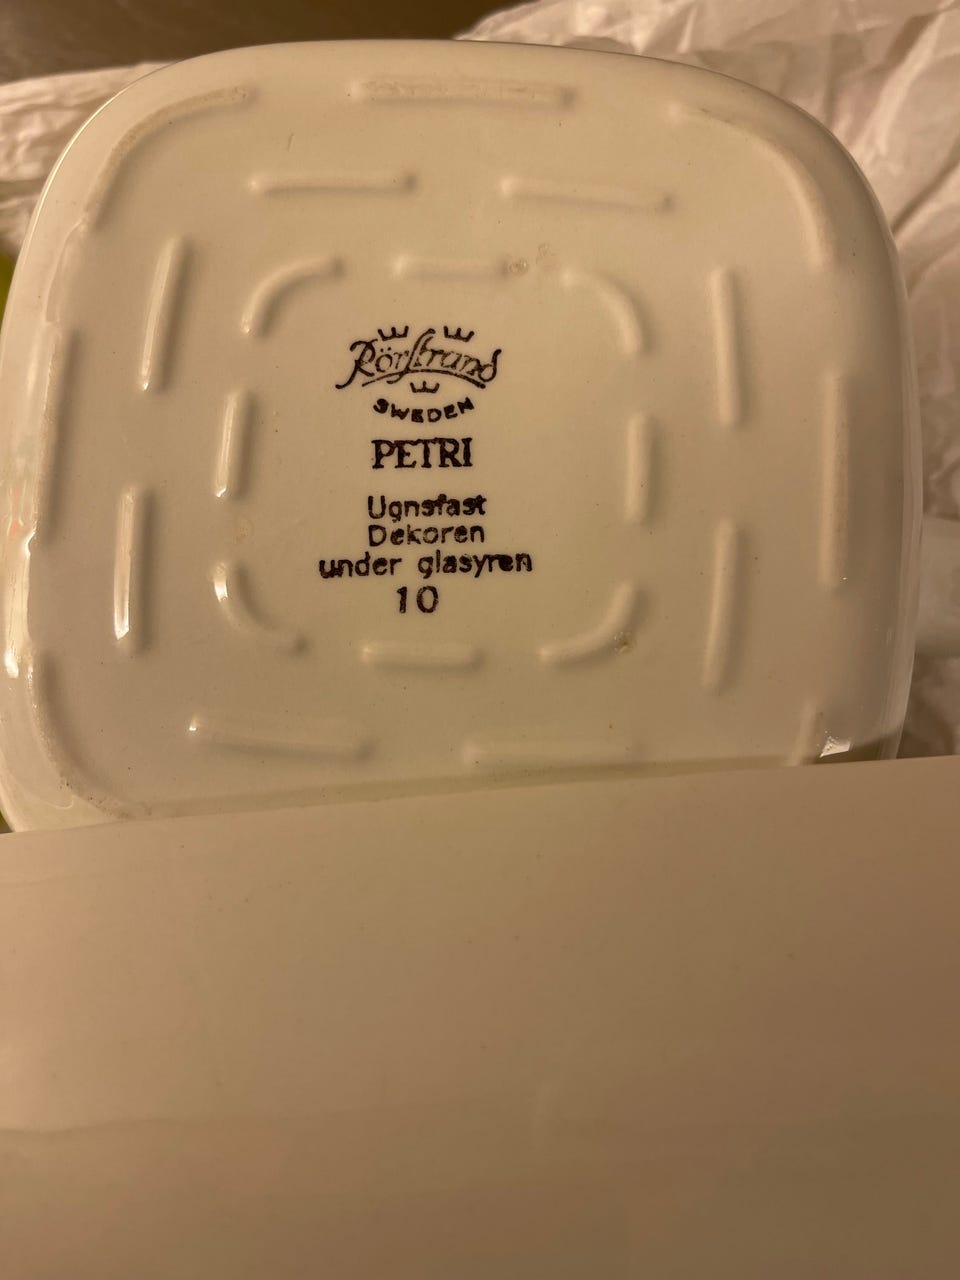 Rörstrand
SWEDEN
PETRI
Ugnsfast
Dekoren
under glasyren
10